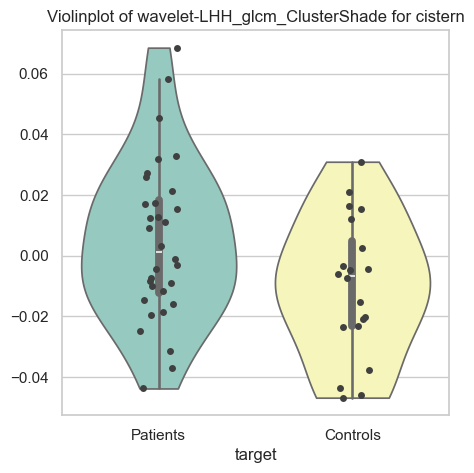 Violinplot of wavelet-LHH_glcm_ClusterShade for cistern
0.06
0.04
0.02
0.00
−0.02
−0.04
Patients Controls
target